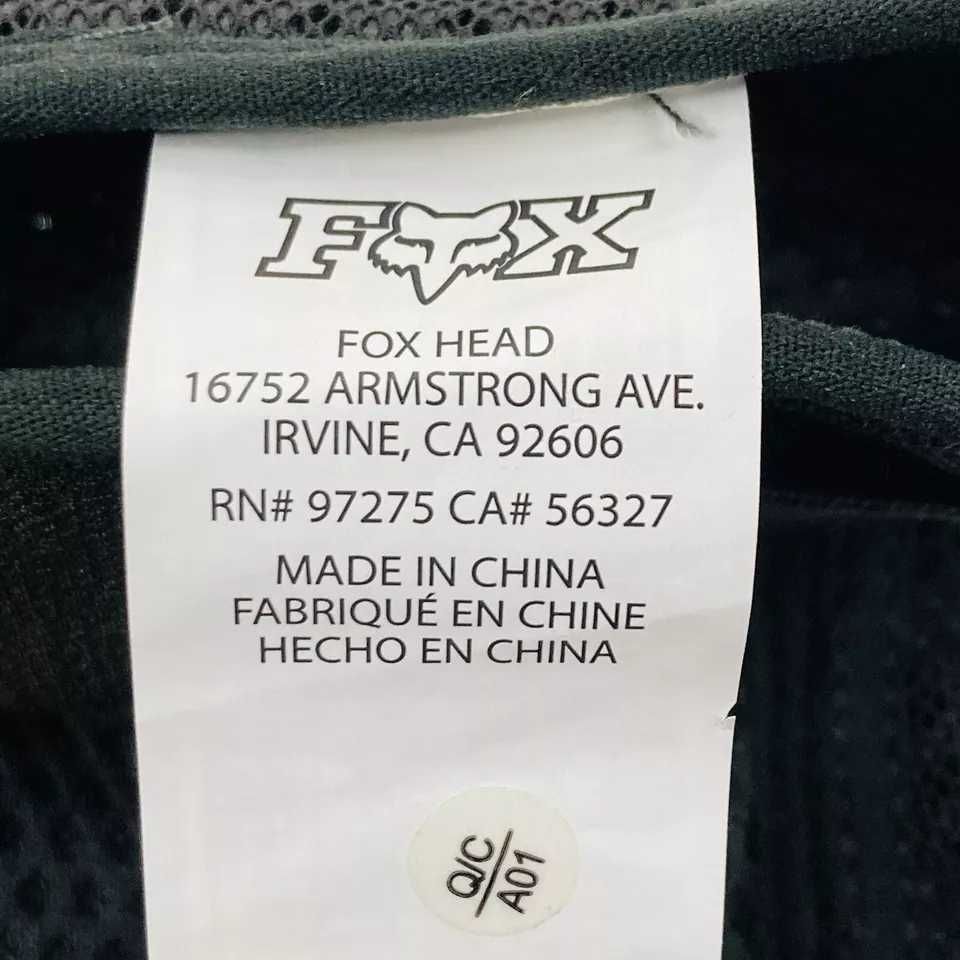 FOX
FOX HEAD
16752 ARMSTRONG AVE.
IRVINE, CA 92606
RN# 97275 CA# 56327
MADE IN CHINA
FABRIQUÉ EN CHINE
HECHO EN CHINA
Q/C
A01